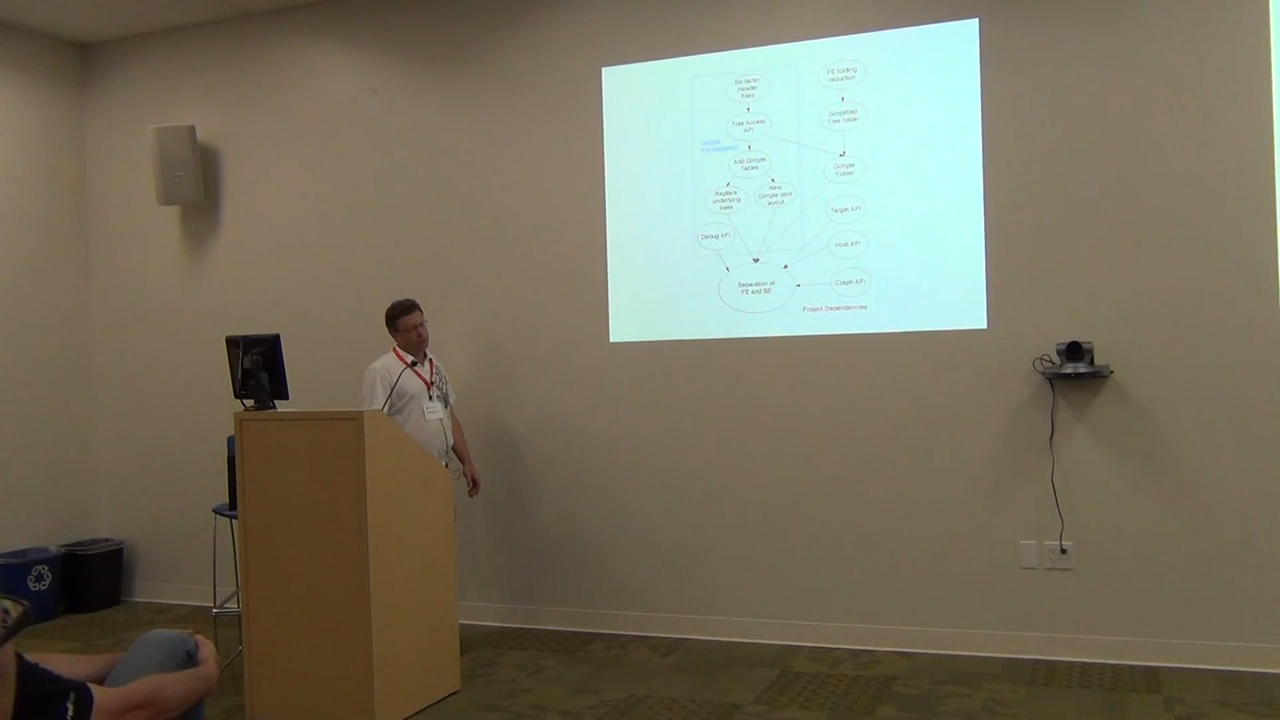 Re-factor
Header
Files
FE folding
reduction
Tree Access
API
Simplified
Tree folder
Gimple
Add Gimple
Tables
Gimple
Folder
Replace
underlying
trees
New
Gimple stmt
layout
Target API
Debug API
Host API
Separation of
FE and BE
Graph API
Project Dependencies